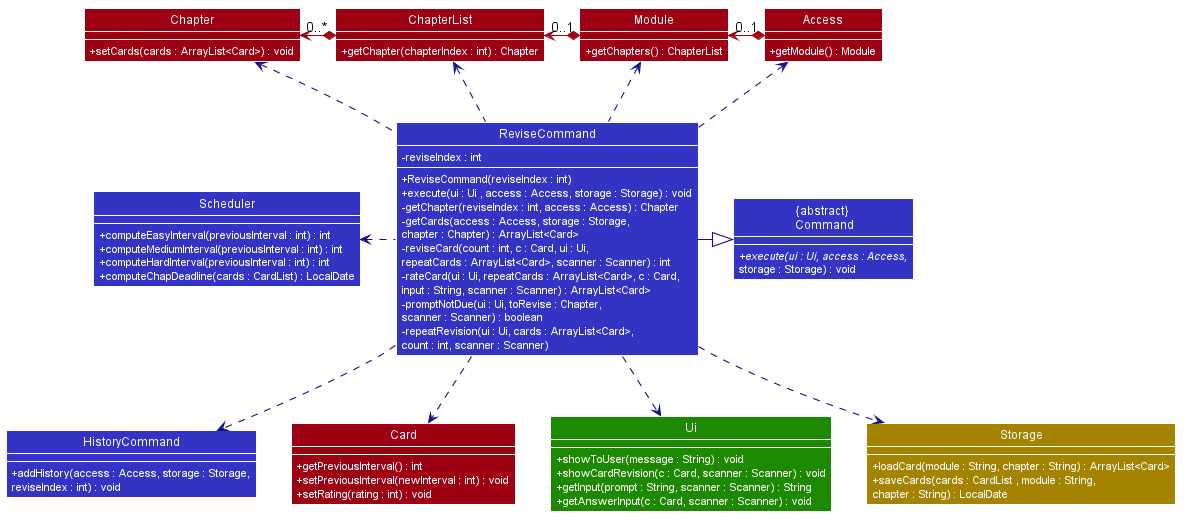 Chapter
+setCards(cards : ArrayList<Card>) : void
0..*
ChapterList
+getChapter(chapterIndex : int) : Chapter
0..1
Module
+getChapters() : ChapterList
0..1
Access
+getModule() : Module
ReviseCommand
-reviseIndex : int
+ReviseCommand(reviseIndex : int)
+execute(ui : Ui , access : Access, storage : Storage) : void
-getChapter(reviseIndex : int, access : Access) : Chapter
-getCards(access : Access, storage : Storage,
chapter : Chapter) : ArrayList<Card>
-reviseCard(count : int, c : Card, ui : Ui,
repeatCards : ArrayList<Card>, scanner : Scanner) : int
-rateCard(ui : Ui, repeatCards : ArrayList<Card>, c : Card,
input : String, scanner : Scanner) : ArrayList<Card>
-promptNotDue(ui : Ui, toRevise : Chapter,
scanner : Scanner) : boolean
-repeatRevision(ui : Ui, cards : ArrayList<Card>,
count : int, scanner : Scanner)
Scheduler
+computeEasyInterval(previousInterval : int) : int
+computeMediumInterval(previousInterval : int) : int
+computeHardInterval(previousInterval : int) : int
+computeChapDeadline(cards : CardList) : LocalDate
{abstract}
Command
+execute(ui : Ui, access : Access,
storage : Storage) : void
HistoryCommand
+addHistory(access : Access, storage : Storage,
reviseIndex : int) : void
Card
+getPreviousInterval() : int
+setPreviousInterval(newInterval : int) : void
+setRating(rating : int) : void
Ui
+showToUser(message : String) : void
+showCardRevision(c : Card, scanner : Scanner) : void
+getInput(prompt : String, scanner : Scanner) : String
+getAnswerInput(c : Card, scanner : Scanner) : void
Storage
+loadCard(module : String, chapter : String) : ArrayList<Card>
+saveCards(cards : CardList , module : String,
chapter : String) : LocalDate